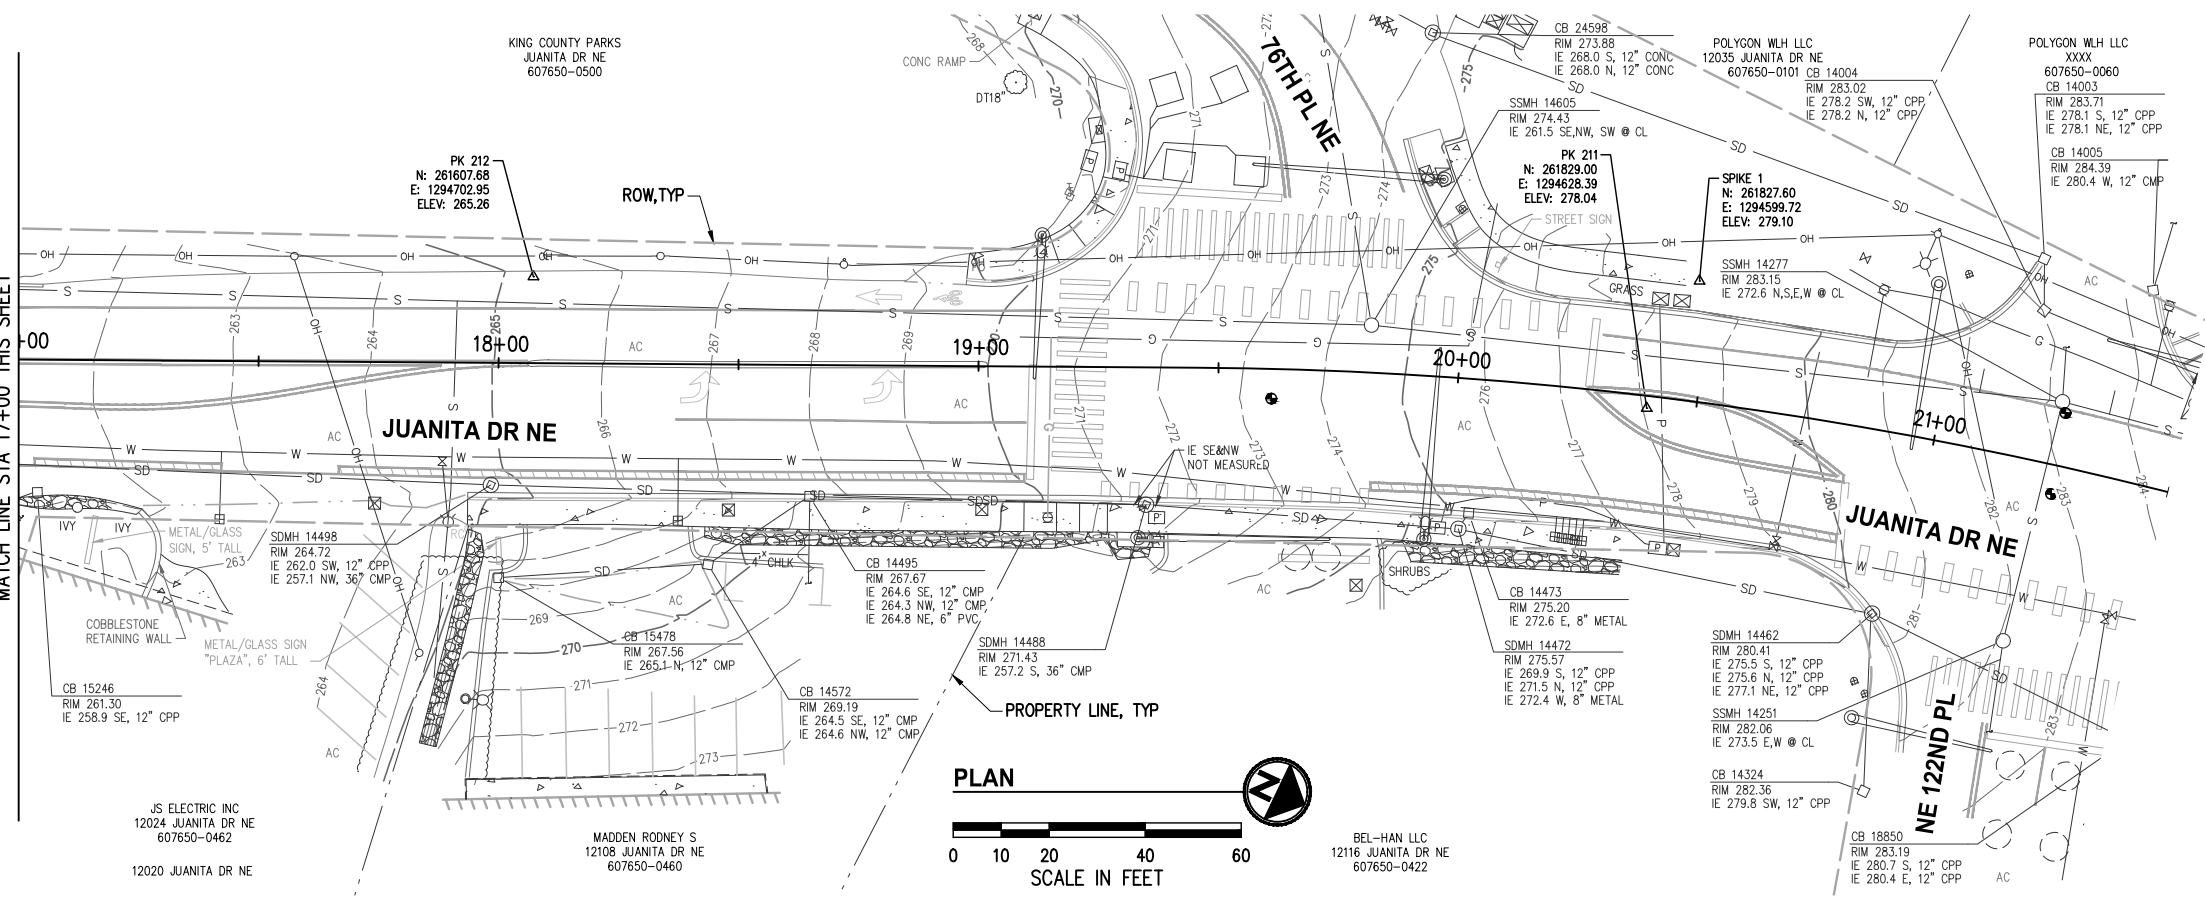 MATCH LINE STA 17+00 THIS SHEET
KING COUNTY PARKS
JUANITA DR NE
607650-0500
CONC RAMP
DT18"
PK 212
N: 261607.68
E: 1294702.95
ELEV: 265.26
ROW,TYP
76TH PL NE
CB 24598
RIM 273.88
IE 268.0 S, 12" CONC
IE 268.0 N, 12" CONC
SSMH 14605
RIM 274.43
IE 261.5 SE,NW, SW @ CL
PK 211
N: 261829.00
E: 1294628.39
ELEV: 278.04
STREET SIGN
GRASS
POLYGON WLH LLC
12035 JUANITA DR NE
607650-0101
CB 14004
RIM 283.02
IE 278.2 SW, 12" CPP
IE 278.2 N, 12" CPP
SPIKE 1
N: 261827.60
E: 1294599.72
ELEV: 279.10
SSMH 14277
RIM 283.15
IE 272.6 N,S,E,W @ CL
POLYGON WLH LLC
XXXX
607650-0060
CB 14003
RIM 283.71
IE 278.1 S, 12" CPP
IE 278.1 NE, 12" CPP
CB 14005
RIM 284.39
IE 280.4 W, 12" CMP
+00
18+00
19+00
20+00
21+00
JUANITA DR NE
IE SE&NW
NOT MEASURED
JUANITA DR NE
IVY
IVY
METAL/GLASS
SIGN, 5' TALL
SDMH 14498
RIM 264.72
IE 262.0 SW, 12" CPP
IE 257.1 NW, 36" CMP
COBBLESTONE
RETAINING WALL
METAL/GLASS SIGN
"PLAZA", 6' TALL
CB 15246
RIM 261.30
IE 258.9 SE, 12" CPP
4' CHLK
CB 15478
RIM 267.56
IE 265.1 N, 12" CMP
CB 14495
RIM 267.67
IE 264.6 SE, 12" CMP
IE 264.3 NW, 12" CMP
IE 264.8 NE, 6" PVC
CB 14572
RIM 269.19
IE 264.5 SE, 12" CMP
IE 264.6 NW, 12" CMP
SDMH 14488
RIM 271.43
IE 257.2 S, 36" CMP
PROPERTY LINE, TYP
SHRUBS
CB 14473
RIM 275.20
IE 272.6 E, 8" METAL
SDMH 14472
RIM 275.57
IE 269.9 S, 12" CPP
IE 271.5 N, 12" CPP
IE 272.4 W, 8" METAL
SDMH 14462
RIM 280.41
IE 275.5 S, 12" CPP
IE 275.6 N, 12" CPP
IE 277.1 NE, 12" CPP
SSMH 14251
RIM 282.06
IE 273.5 E,W @ CL
CB 14324
RIM 282.36
IE 279.8 SW, 12" CPP
NE 122ND PL
CB 18850
RIM 283.19
IE 280.7 S, 12" CPP
IE 280.4 E, 12" CPP
JS ELECTRIC INC
12024 JUANITA DR NE
607650-0462
12020 JUANITA DR NE
MADDEN RODNEY S
12108 JUANITA DR NE
607650-0460
BEL-HAN LLC
12116 JUANITA DR NE
607650-0422
PLAN
N
0 10 20 40 60
SCALE IN FEET